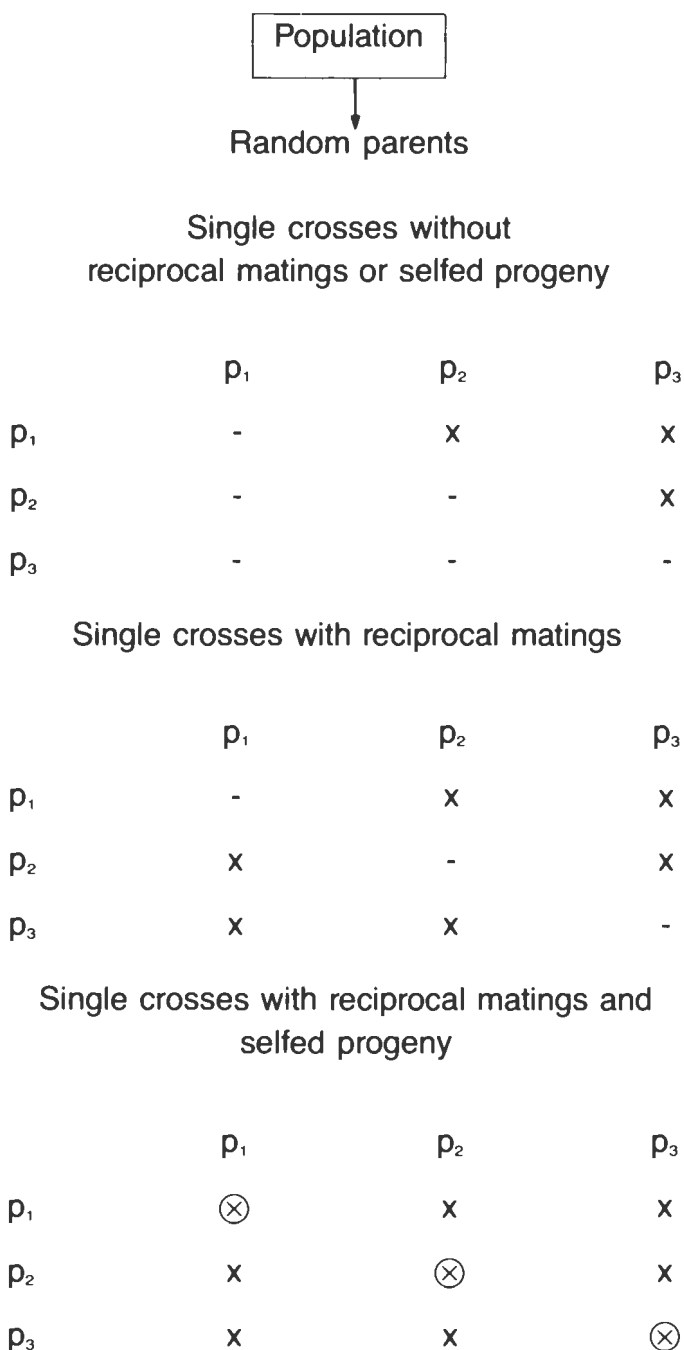 Population
Random parents
Single crosses without
reciprocal matings or selfed progeny
p₁ p₂ p₃
p₁ - x x
p₂ - - x
p₃ - - -
Single crosses with reciprocal matings
p₁ p₂ p₃
p₁ - x x
p₂ x - x
p₃ x x -
Single crosses with reciprocal matings and
selfed progeny
p₁ p₂ p₃
p₁ ⊗ x x
p₂ x ⊗ x
p₃ x x ⊗